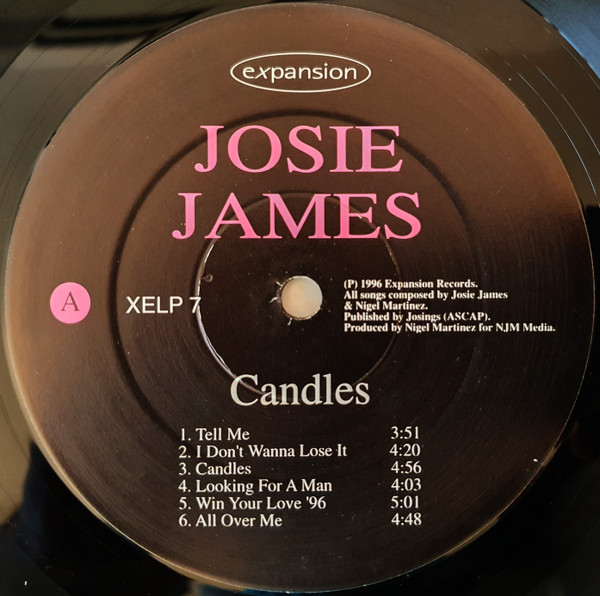 expansion
JOSIE
JAMES
A
XELP 7
(P) 1996 Expansion Records.
All songs composed by Josie James
& Nigel Martinez.
Published by Josings (ASCAP).
Produced by Nigel Martinez for NJM Media.
Candles
1. Tell Me 3:51
2. I Don't Wanna Lose It 4:20
3. Candles 4:56
4. Looking For A Man 4:03
5. Win Your Love '96 5:01
6. All Over Me 4:48